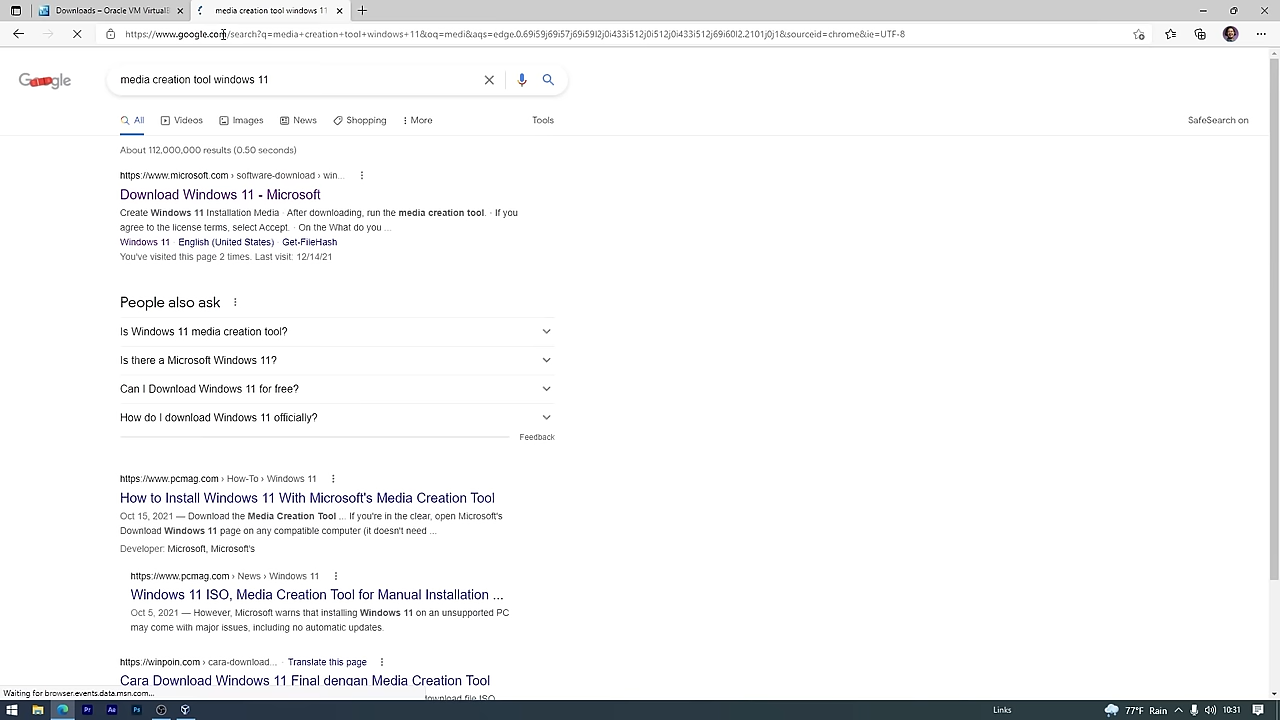 Downloads – Oracle VM VirtualB
media creation tool windows 11
https://www.google.com/search?q=media+creation+tool+windows+11&oq=medi&aqs=edge.0.69i59j69i57j69i59l2j0i433i512j0i512j0i433i512j69i60l2.2101j0j1&sourceid=chrome&ie=UTF-8
Google
media creation tool windows 11
All Videos Images News Shopping More Tools SafeSearch on
About 112,000,000 results (0.50 seconds)
https://www.microsoft.com › software-download › win...
Download Windows 11 - Microsoft
Create Windows 11 Installation Media · After downloading, run the media creation tool. · If you
agree to the license terms, select Accept. · On the What do you ...
Windows 11 · English (United States) · Get-FileHash
You've visited this page 2 times. Last visit: 12/14/21
People also ask
Is Windows 11 media creation tool?
Is there a Microsoft Windows 11?
Can I Download Windows 11 for free?
How do I download Windows 11 officially?
Feedback
https://www.pcmag.com › How-To › Windows 11
How to Install Windows 11 With Microsoft's Media Creation Tool
Oct 15, 2021 — Download the Media Creation Tool ... If you're in the clear, open Microsoft's
Download Windows 11 page on any compatible computer (it doesn't need ...
Developer: Microsoft, Microsoft's
https://www.pcmag.com › News › Windows 11
Windows 11 ISO, Media Creation Tool for Manual Installation ...
Oct 5, 2021 — However, Microsoft warns that installing Windows 11 on an unsupported PC
may come with major issues, including no automatic updates.
https://winpoin.com › cara-download... · Translate this page
Cara Download Windows 11 Final dengan Media Creation Tool
download file ISO
Waiting for browser.events.data.msn.com...
Pr Ae Ps Links 77°F Rain 10:31